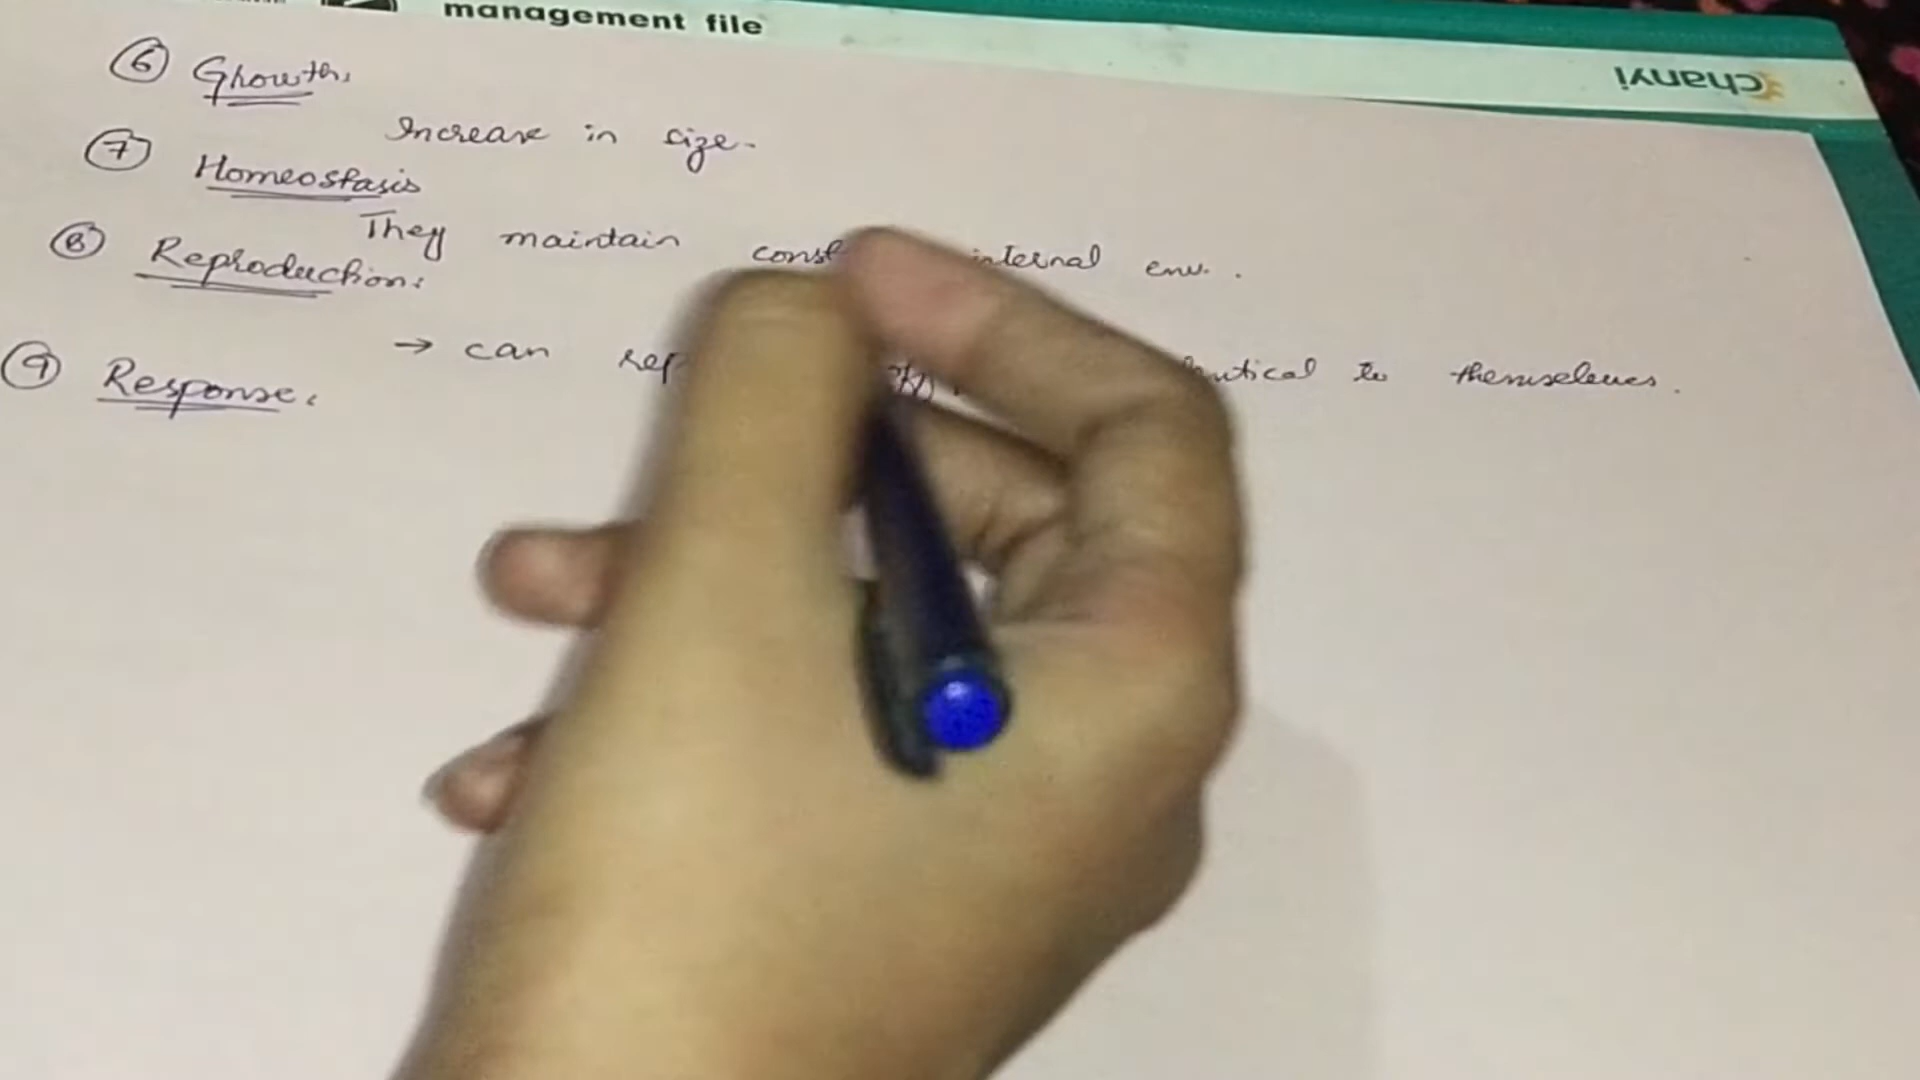 management file
chanyi
⑥ Growth:
Increase in size.
⑦ Homeostasis
They maintain internal env.
⑧ Reproduction:
→ can to themselves.
⑨ Response: